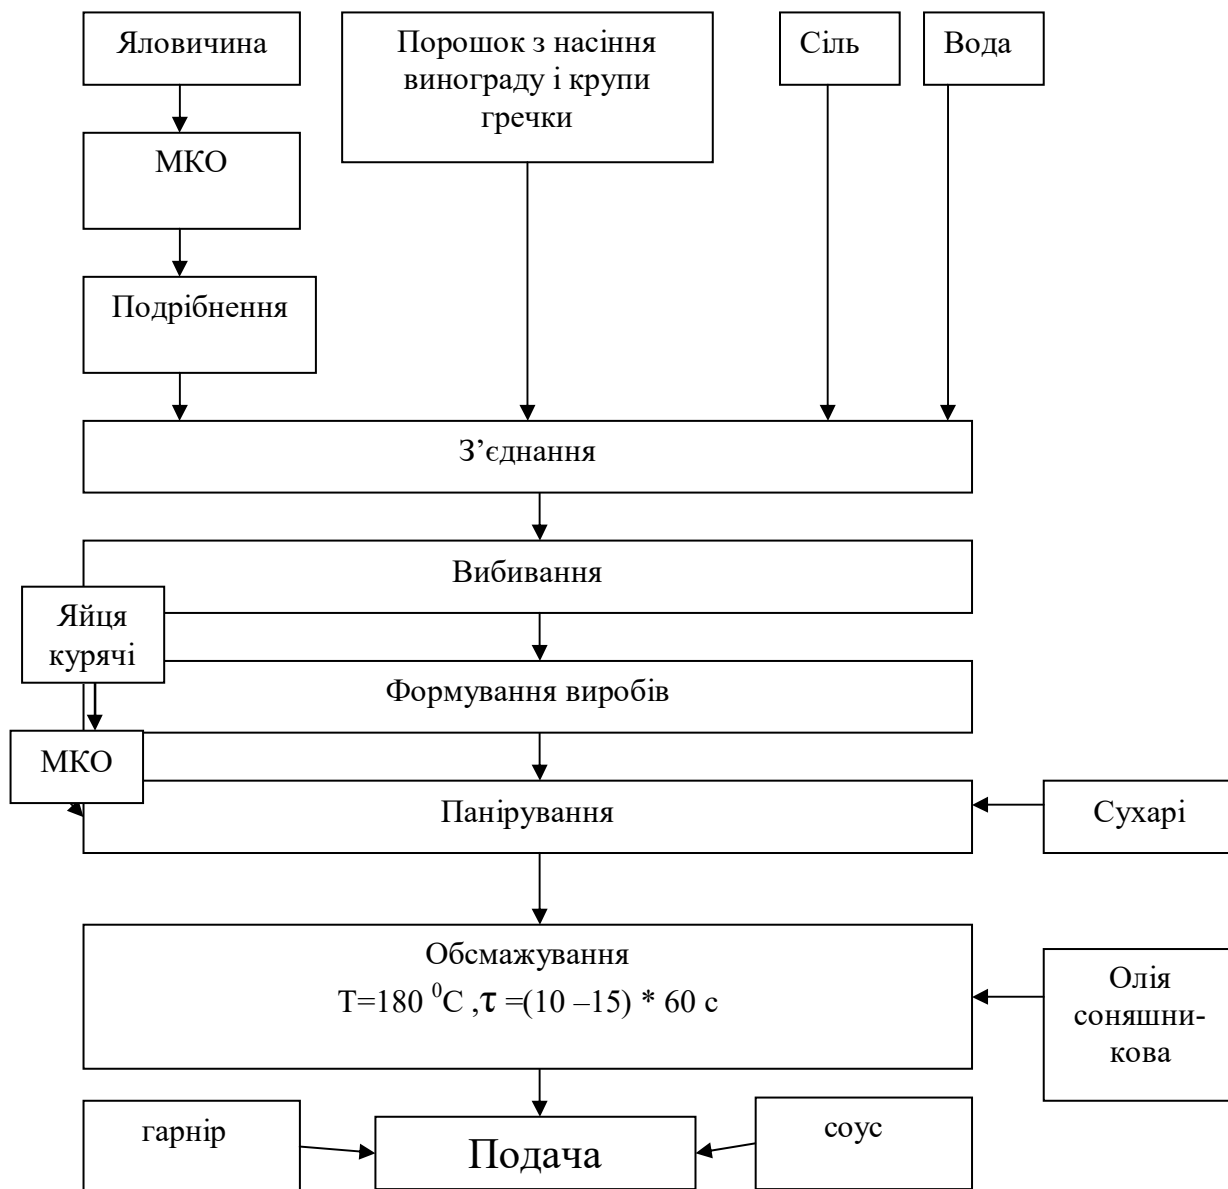 Яловичина
Порошок з насіння
винограду і крупи
гречки
Сіль
Вода
МКО
Подрібнення
З’єднання
Вибивання
Яйця
курячі
Формування виробів
МКО
Панірування
Сухарі
Обсмажування
Т=180 ⁰С ,τ =(10 –15) * 60 с
Олія
соняшни-
кова
гарнір
соус
Подача